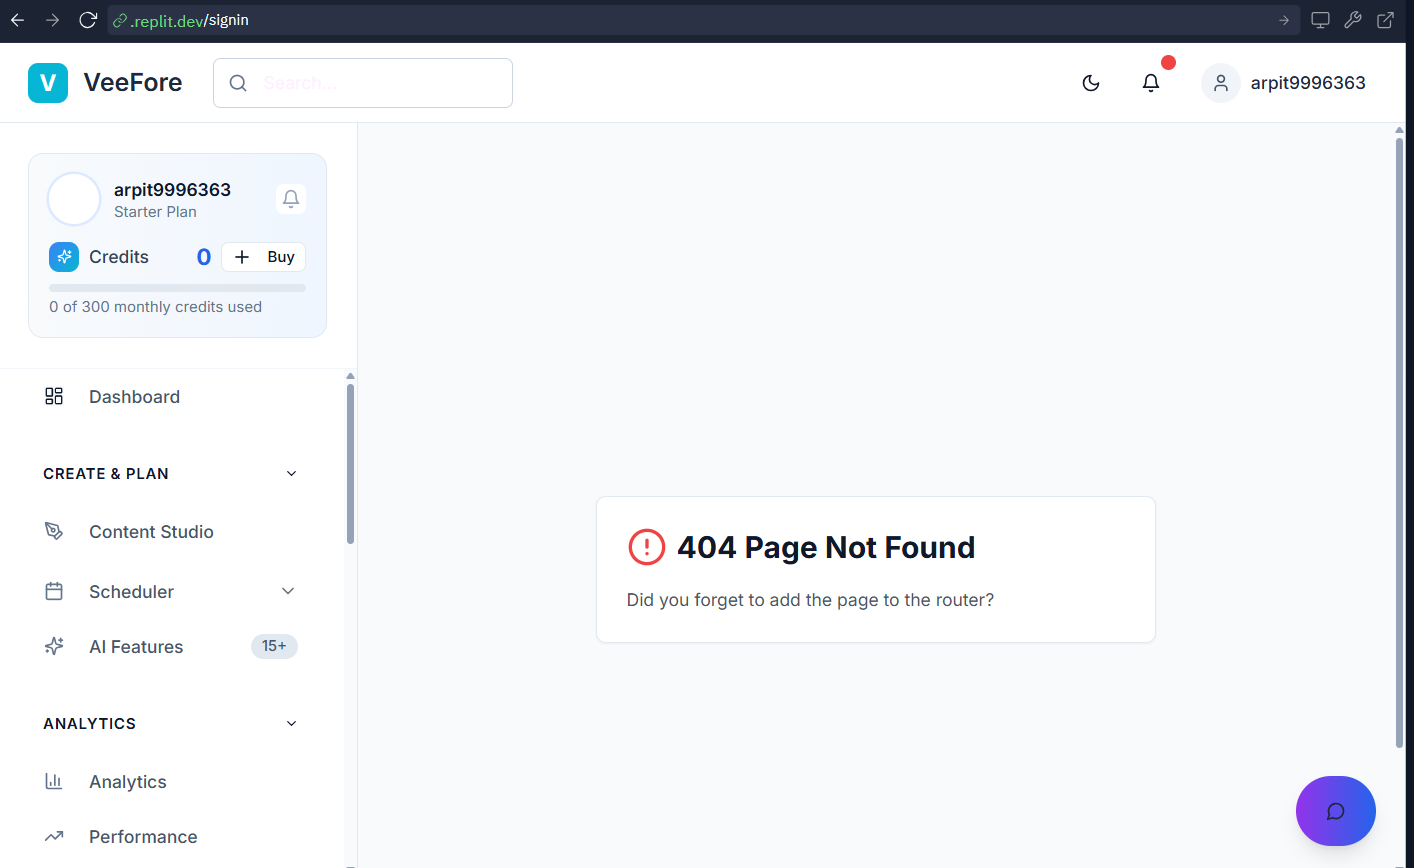 .replit.dev/signin
V VeeFore
Search...
arpit9996363
arpit9996363
Starter Plan
Credits 0 Buy
0 of 300 monthly credits used
Dashboard
CREATE & PLAN
Content Studio
Scheduler
AI Features 15+
ANALYTICS
Analytics
Performance
404 Page Not Found
Did you forget to add the page to the router?